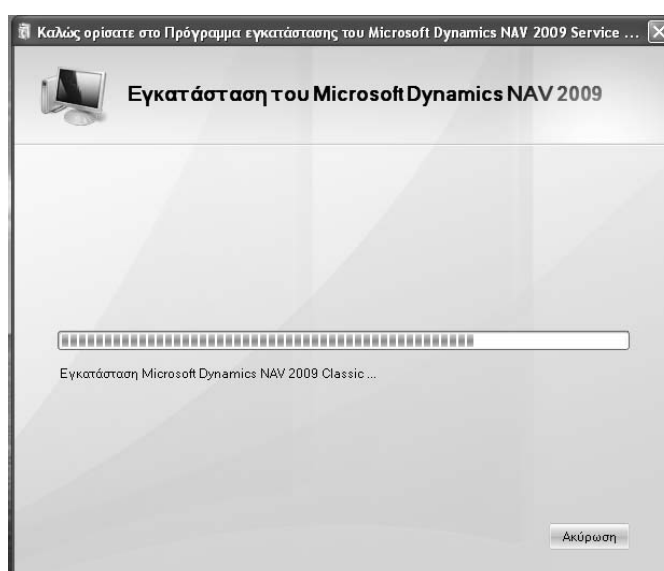 Καλώς ορίσατε στο Πρόγραμμα εγκατάστασης του Microsoft Dynamics NAV 2009 Service ...
Εγκατάσταση του Microsoft Dynamics NAV 2009
Εγκατάσταση Microsoft Dynamics NAV 2009 Classic ...
Ακύρωση